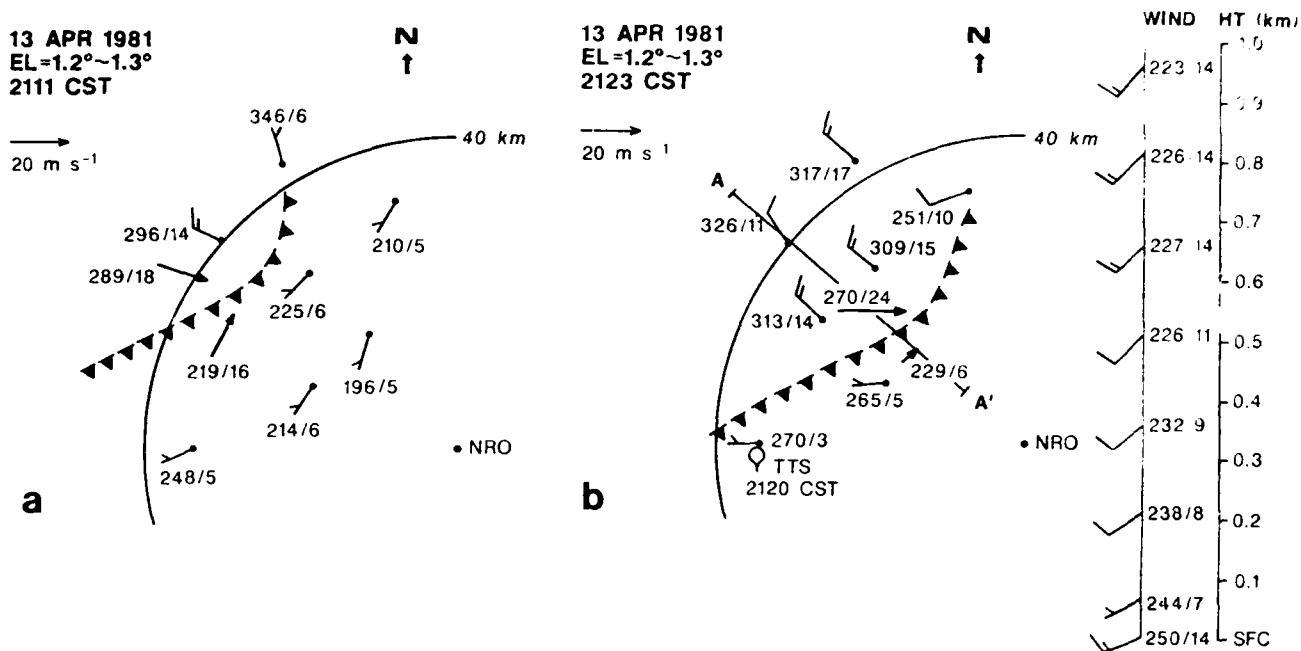 13 APR 1981
EL=1.2°~1.3°
2111 CST
N
20 m s⁻¹
346/6
40 km
296/14
210/5
289/18
225/6
219/16
196/5
214/6
248/5
NRO
a
13 APR 1981
EL=1.2°~1.3°
2123 CST
N
20 m s⁻¹
317/17
40 km
A
326/11
251/10
309/15
270/24
313/14
229/6
265/5
A'
270/3
TTS
2120 CST
NRO
b
WIND HT (km)
1.0
223 14
0.9
226 14
0.8
0.7
227 14
0.6
226 11
0.5
0.4
232 9
0.3
238/8
0.2
0.1
244/7
250/14
SFC